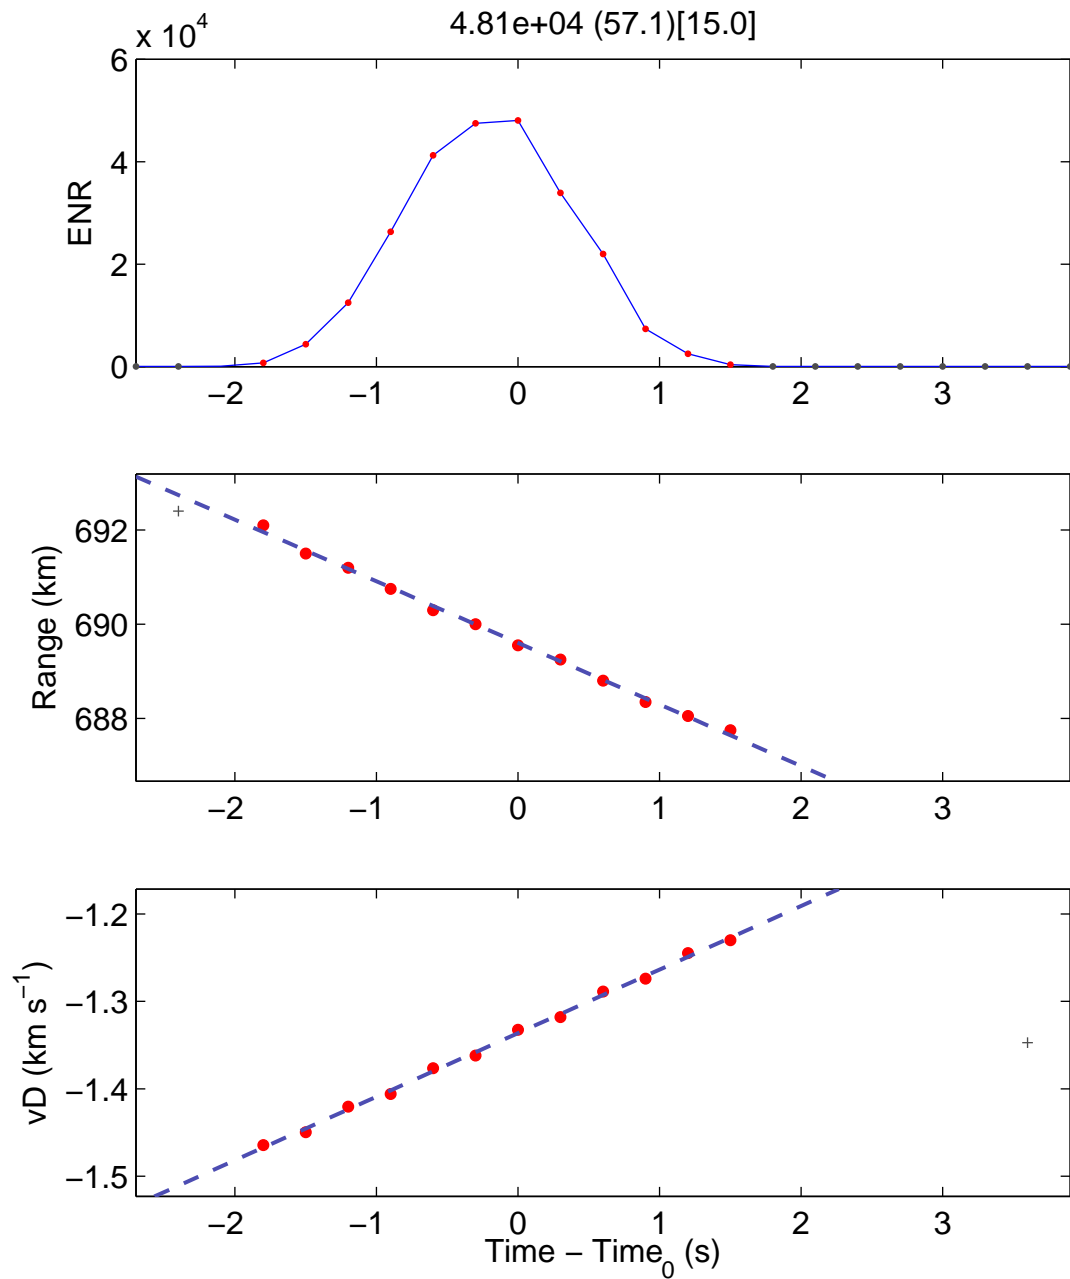 4.81e+04 (57.1)[15.0]
x 10^4
6
4
2
0
ENR
−2 −1 0 1 2 3
692
690
688
Range (km)
−2 −1 0 1 2 3
−1.2
−1.3
−1.4
−1.5
vD (km s^−1)
−2 −1 0 1 2 3
Time − Time_0 (s)